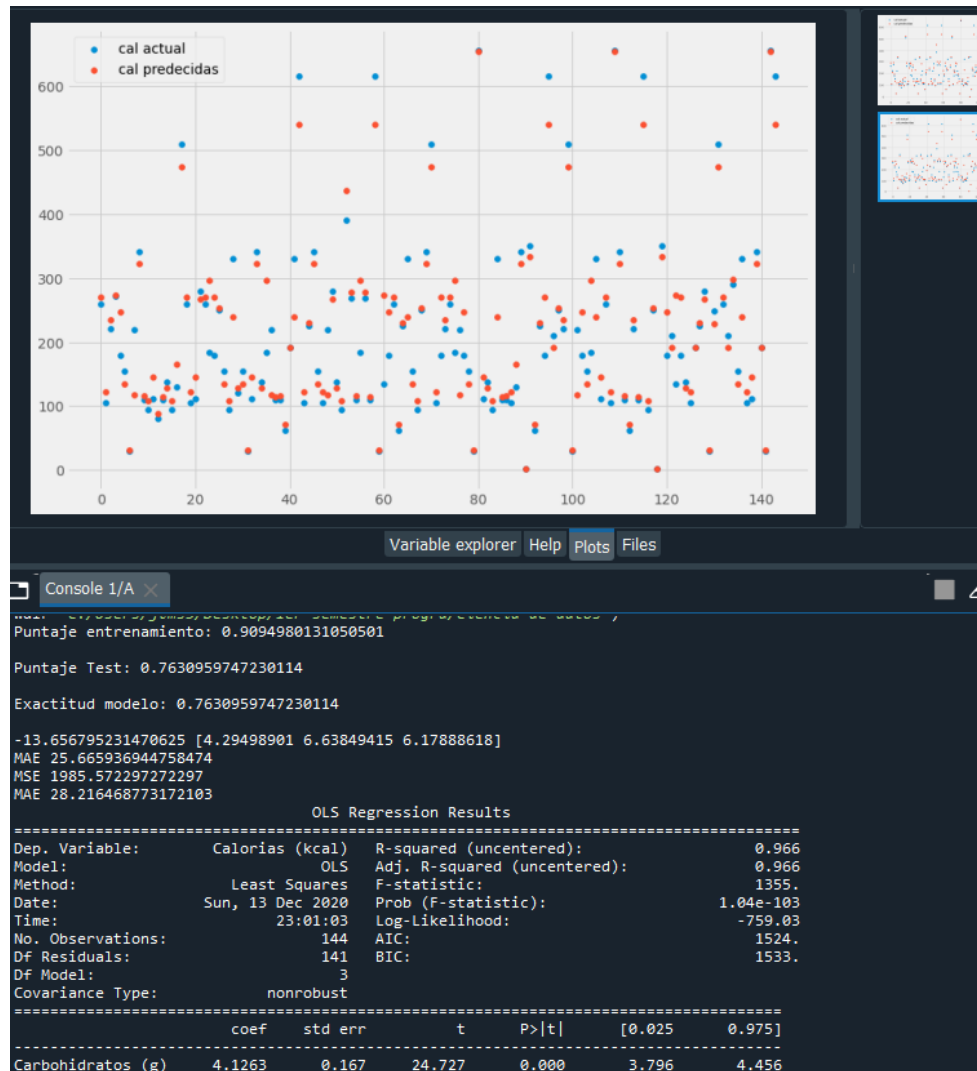 cal actual
cal predecidas
600
500
400
300
200
100
0
0 20 40 60 80 100 120 140
Variable explorer Help Plots Files
Console 1/A
Puntaje entrenamiento: 0.9094980131050501
Puntaje Test: 0.7630959747230114
Exactitud modelo: 0.7630959747230114
-13.656795231470625 [4.29498901 6.63849415 6.17888618]
MAE 25.665936944758474
MSE 1985.572297272297
MAE 28.216468773172103
OLS Regression Results
==============================================================================
Dep. Variable: Calorias (kcal) R-squared (uncentered): 0.966
Model: OLS Adj. R-squared (uncentered): 0.966
Method: Least Squares F-statistic: 1355.
Date: Sun, 13 Dec 2020 Prob (F-statistic): 1.04e-103
Time: 23:01:03 Log-Likelihood: -759.03
No. Observations: 144 AIC: 1524.
Df Residuals: 141 BIC: 1533.
Df Model: 3
Covariance Type: nonrobust
==============================================================================
coef std err t P>|t| [0.025 0.975]
------------------------------------------------------------------------------
Carbohidratos (g) 4.1263 0.167 24.727 0.000 3.796 4.456